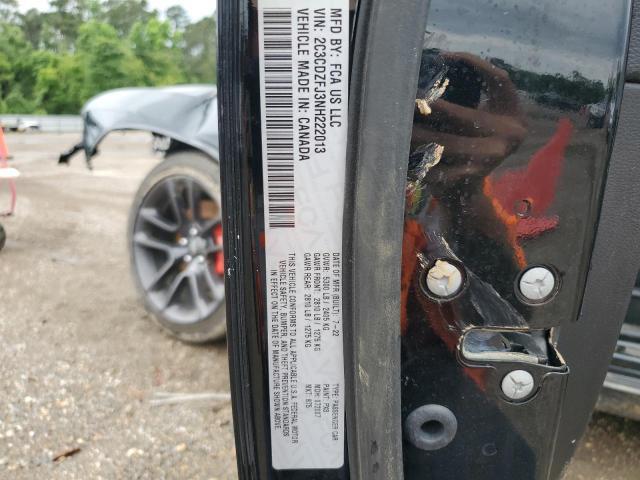 MFD BY: FCA US LLC
VIN: 2C3CDZFJ3NH222013
VEHICLE MADE IN: CANADA
DATE OF MFR (BUILT): 7-22
GVWR: 5300 LB / 2405 KG
GAWR FRONT: 2810 LB / 1275 KG
GAWR REAR: 2810 LB / 1275 KG
THIS VEHICLE CONFORMS TO ALL APPLICABLE U.S.A. FEDERAL MOTOR
VEHICLE SAFETY, BUMPER, AND THEFT PREVENTION STANDARDS
IN EFFECT ON THE DATE OF MANUFACTURE SHOWN ABOVE.
TYPE: PASSENGER CAR
PAINT: PX8
MDH: 072007